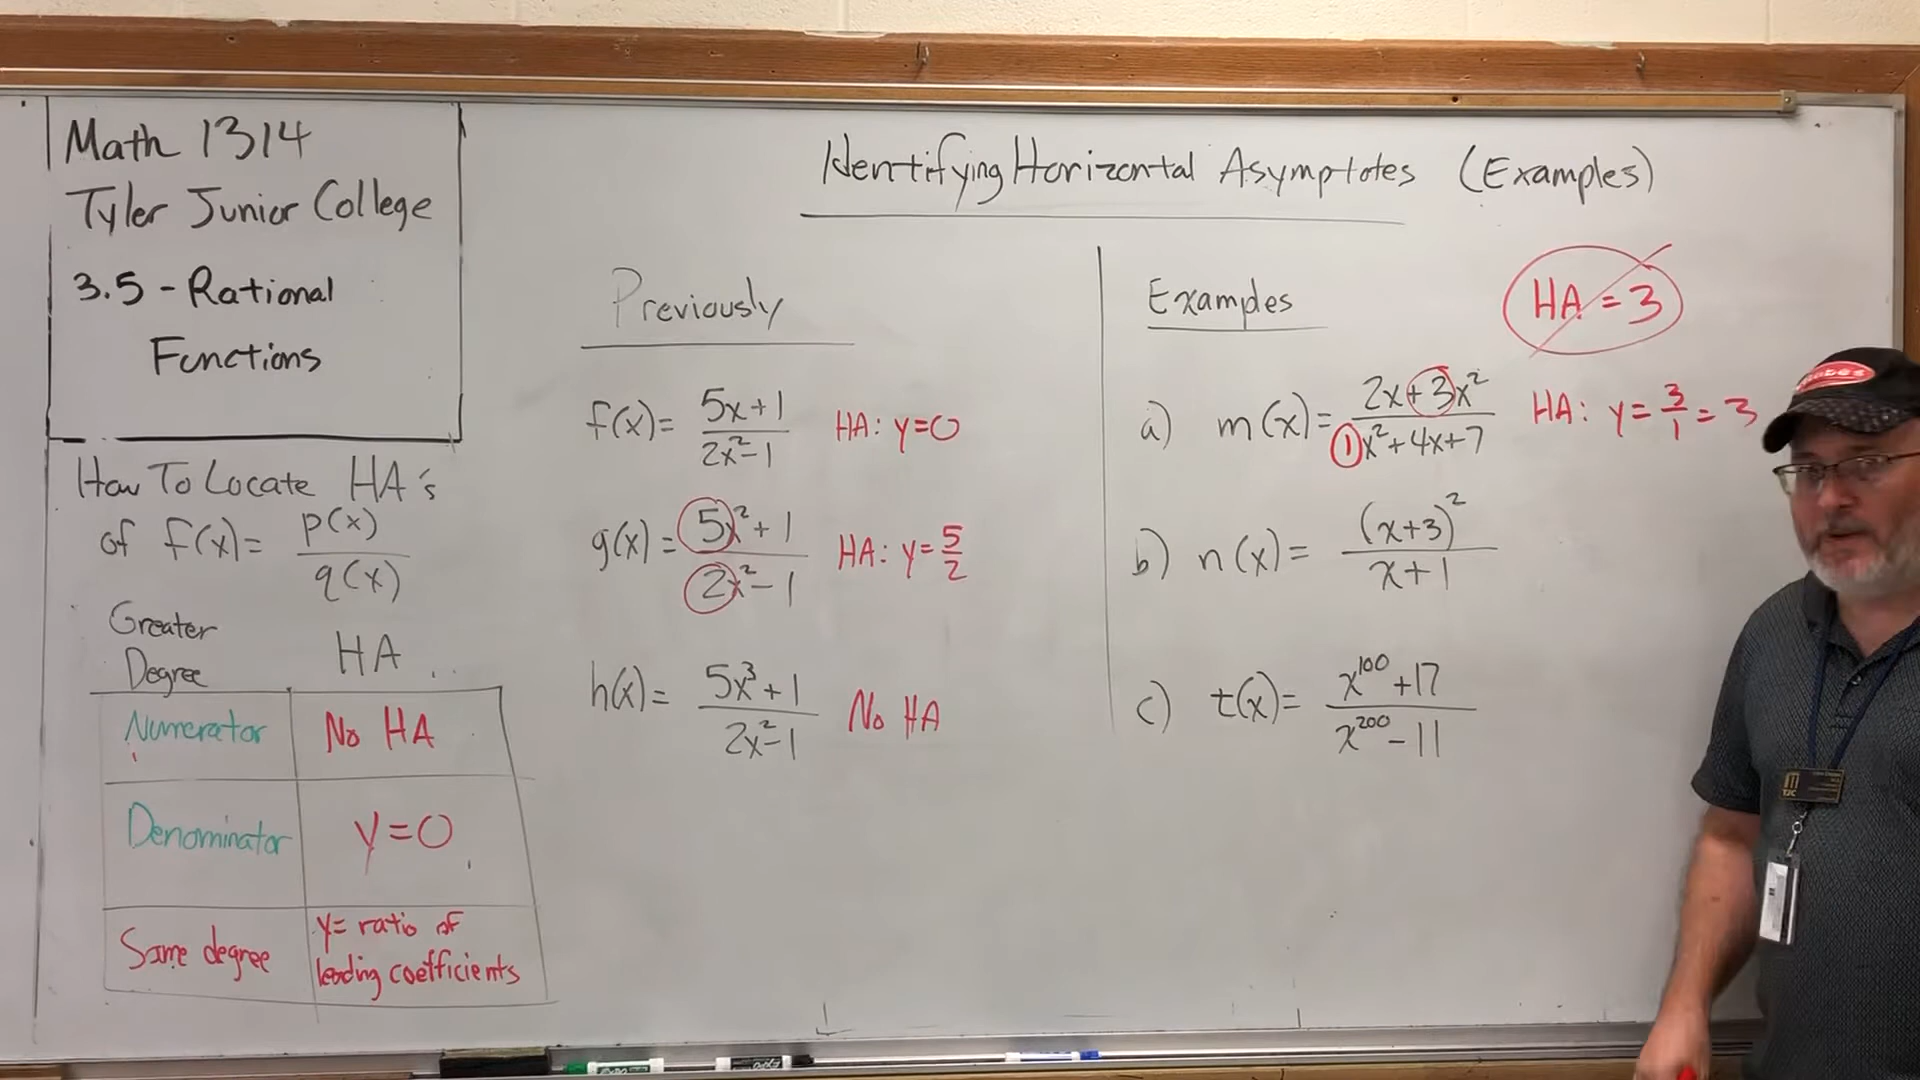 Math 1314
Tyler Junior College
3.5 - Rational
Functions
How To Locate HA's
of f(x) = p(x)/q(x)
Greater
Degree
HA
Numerator
No HA
Denominator
y=0
Same degree
y= ratio of
leading coefficients
Identifying Horizontal Asymptotes (Examples)
Previously
f(x) = (5x+1)/(2x²-1) HA: y=0
g(x) = (5x²+1)/(2x²-1) HA: y=5/2
h(x) = (5x³+1)/(2x²-1) No HA
Examples
HA = 3
a) m(x) = (2x+3x²)/(1x²+4x+7) HA: y=3/1=3
b) n(x) = (x+3)²/(x+1)
c) t(x) = (x¹⁰⁰+17)/(x²⁰⁰-11)
TJC